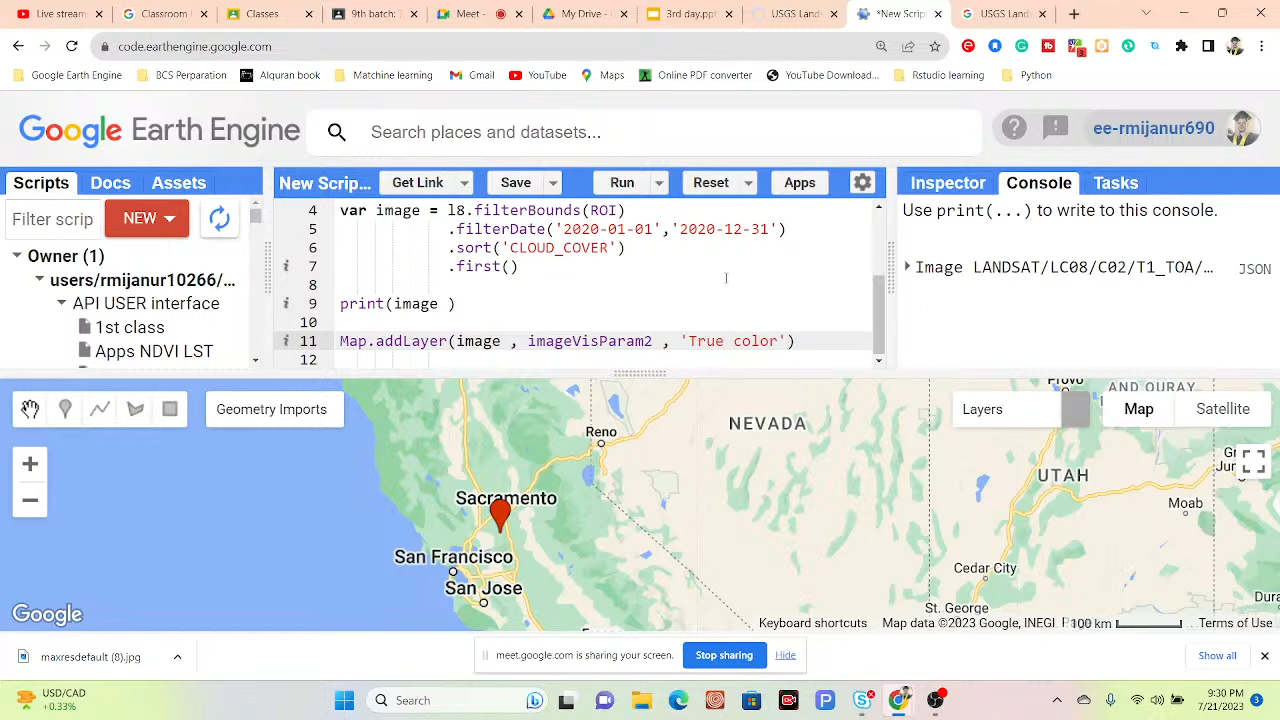 Live stream
Google Earth
Classes
9th batch:
Meet -
My Drive - G
3rd day.ppt
USGS Land
*New Scrip
USGS Land
code.earthengine.google.com
Google Earth Engine
BCS Perparation
Alquran book
Matchine learning
Gmail
YouTube
Maps
Online PDF converter
YouTube Download...
Rstudio learning
Python
Google Earth Engine
Search places and datasets...
ee-rmijanur690
Scripts
Docs
Assets
New Scrip...
Get Link
Save
Run
Reset
Apps
Inspector
Console
Tasks
Filter scrip
NEW
Owner (1)
users/rmijanur10266/...
API USER interface
1st class
Apps NDVI LST
4 var image = l8.filterBounds(ROI)
5 .filterDate('2020-01-01','2020-12-31')
6 .sort('CLOUD_COVER')
7 .first()
8
9 print(image )
10
11 Map.addLayer(image , imageVisParam2 , 'True color')
12
Use print(...) to write to this console.
Image LANDSAT/LC08/C02/T1_TOA/...
JSON
Geometry Imports
Layers
Map
Satellite
+
−
Provo
AND OURAY
NEVADA
Reno
UTAH
Moab
Sacramento
San Francisco
San Jose
Cedar City
St. George
Google
Keyboard shortcuts
Map data ©2023 Google, INEGI
100 km
Terms of Use
mapsdefault (8).jpg
meet.google.com is sharing your screen.
Stop sharing
Hide
Show all
USD/CAD
+0.33%
Search
9:30 PM
7/21/2023
3